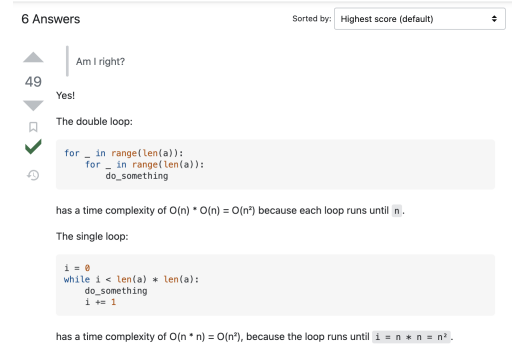 6 Answers
Sorted by: Highest score (default)
Am I right?
49
Yes!
The double loop:
for _ in range(len(a)):
    for _ in range(len(a)):
        do_something
has a time complexity of O(n) * O(n) = O(n²) because each loop runs until n.
The single loop:
i = 0
while i < len(a) * len(a):
    do_something
    i += 1
has a time complexity of O(n * n) = O(n²), because the loop runs until i = n * n = n².